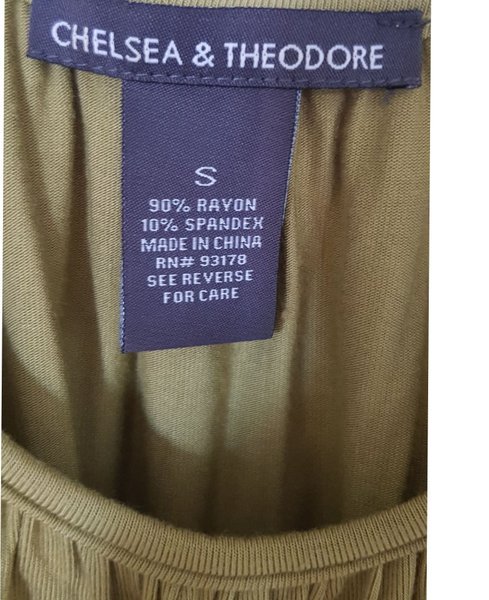 CHELSEA & THEODORE
S
90% RAYON
10% SPANDEX
MADE IN CHINA
RN# 93178
SEE REVERSE
FOR CARE